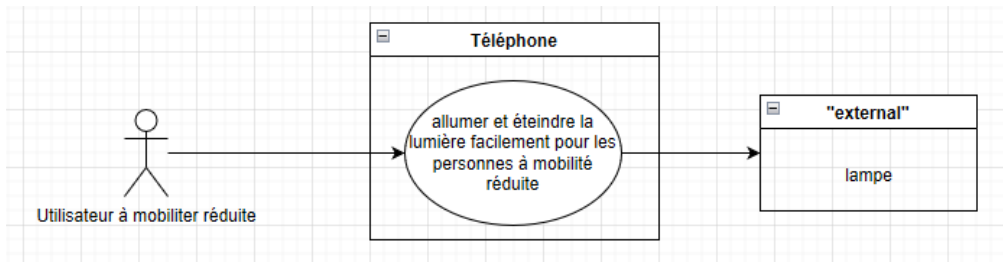 Téléphone
"external"
allumer et éteindre la
lumière facilement pour les
personnes à mobilité
réduite
lampe
Utilisateur à mobiliter réduite